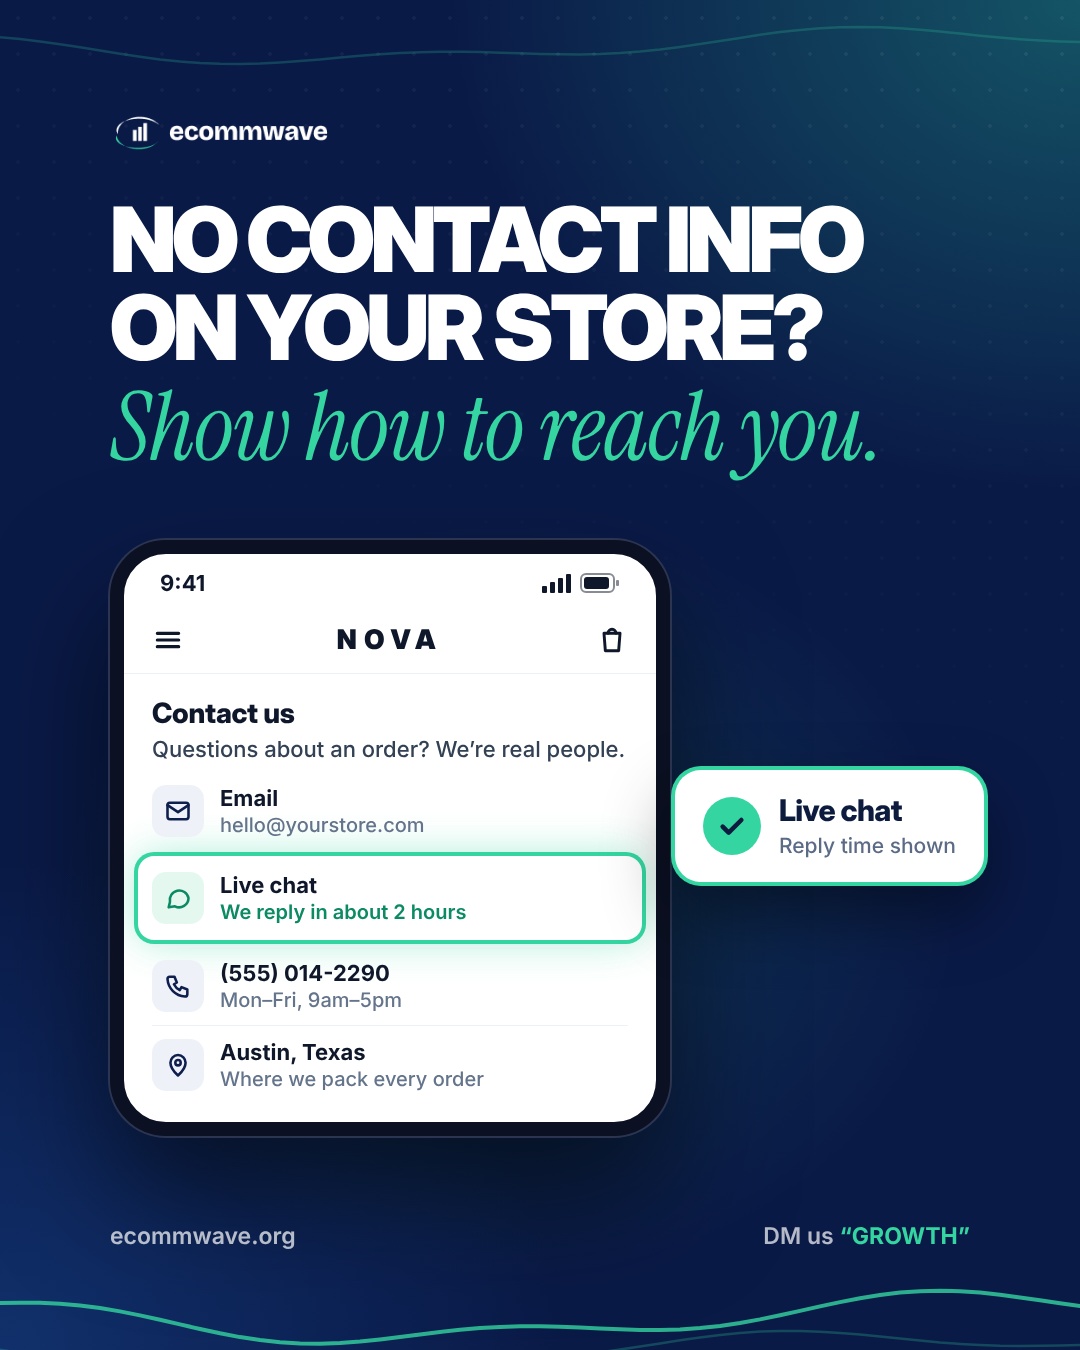 ecommwave
NO CONTACT INFO
ON YOUR STORE?
Show how to reach you.
9:41
NOVA
Contact us
Questions about an order? We’re real people.
Email
hello@yourstore.com
Live chat
We reply in about 2 hours
(555) 014-2290
Mon–Fri, 9am–5pm
Austin, Texas
Where we pack every order
Live chat
Reply time shown
ecommwave.org
DM us “GROWTH”